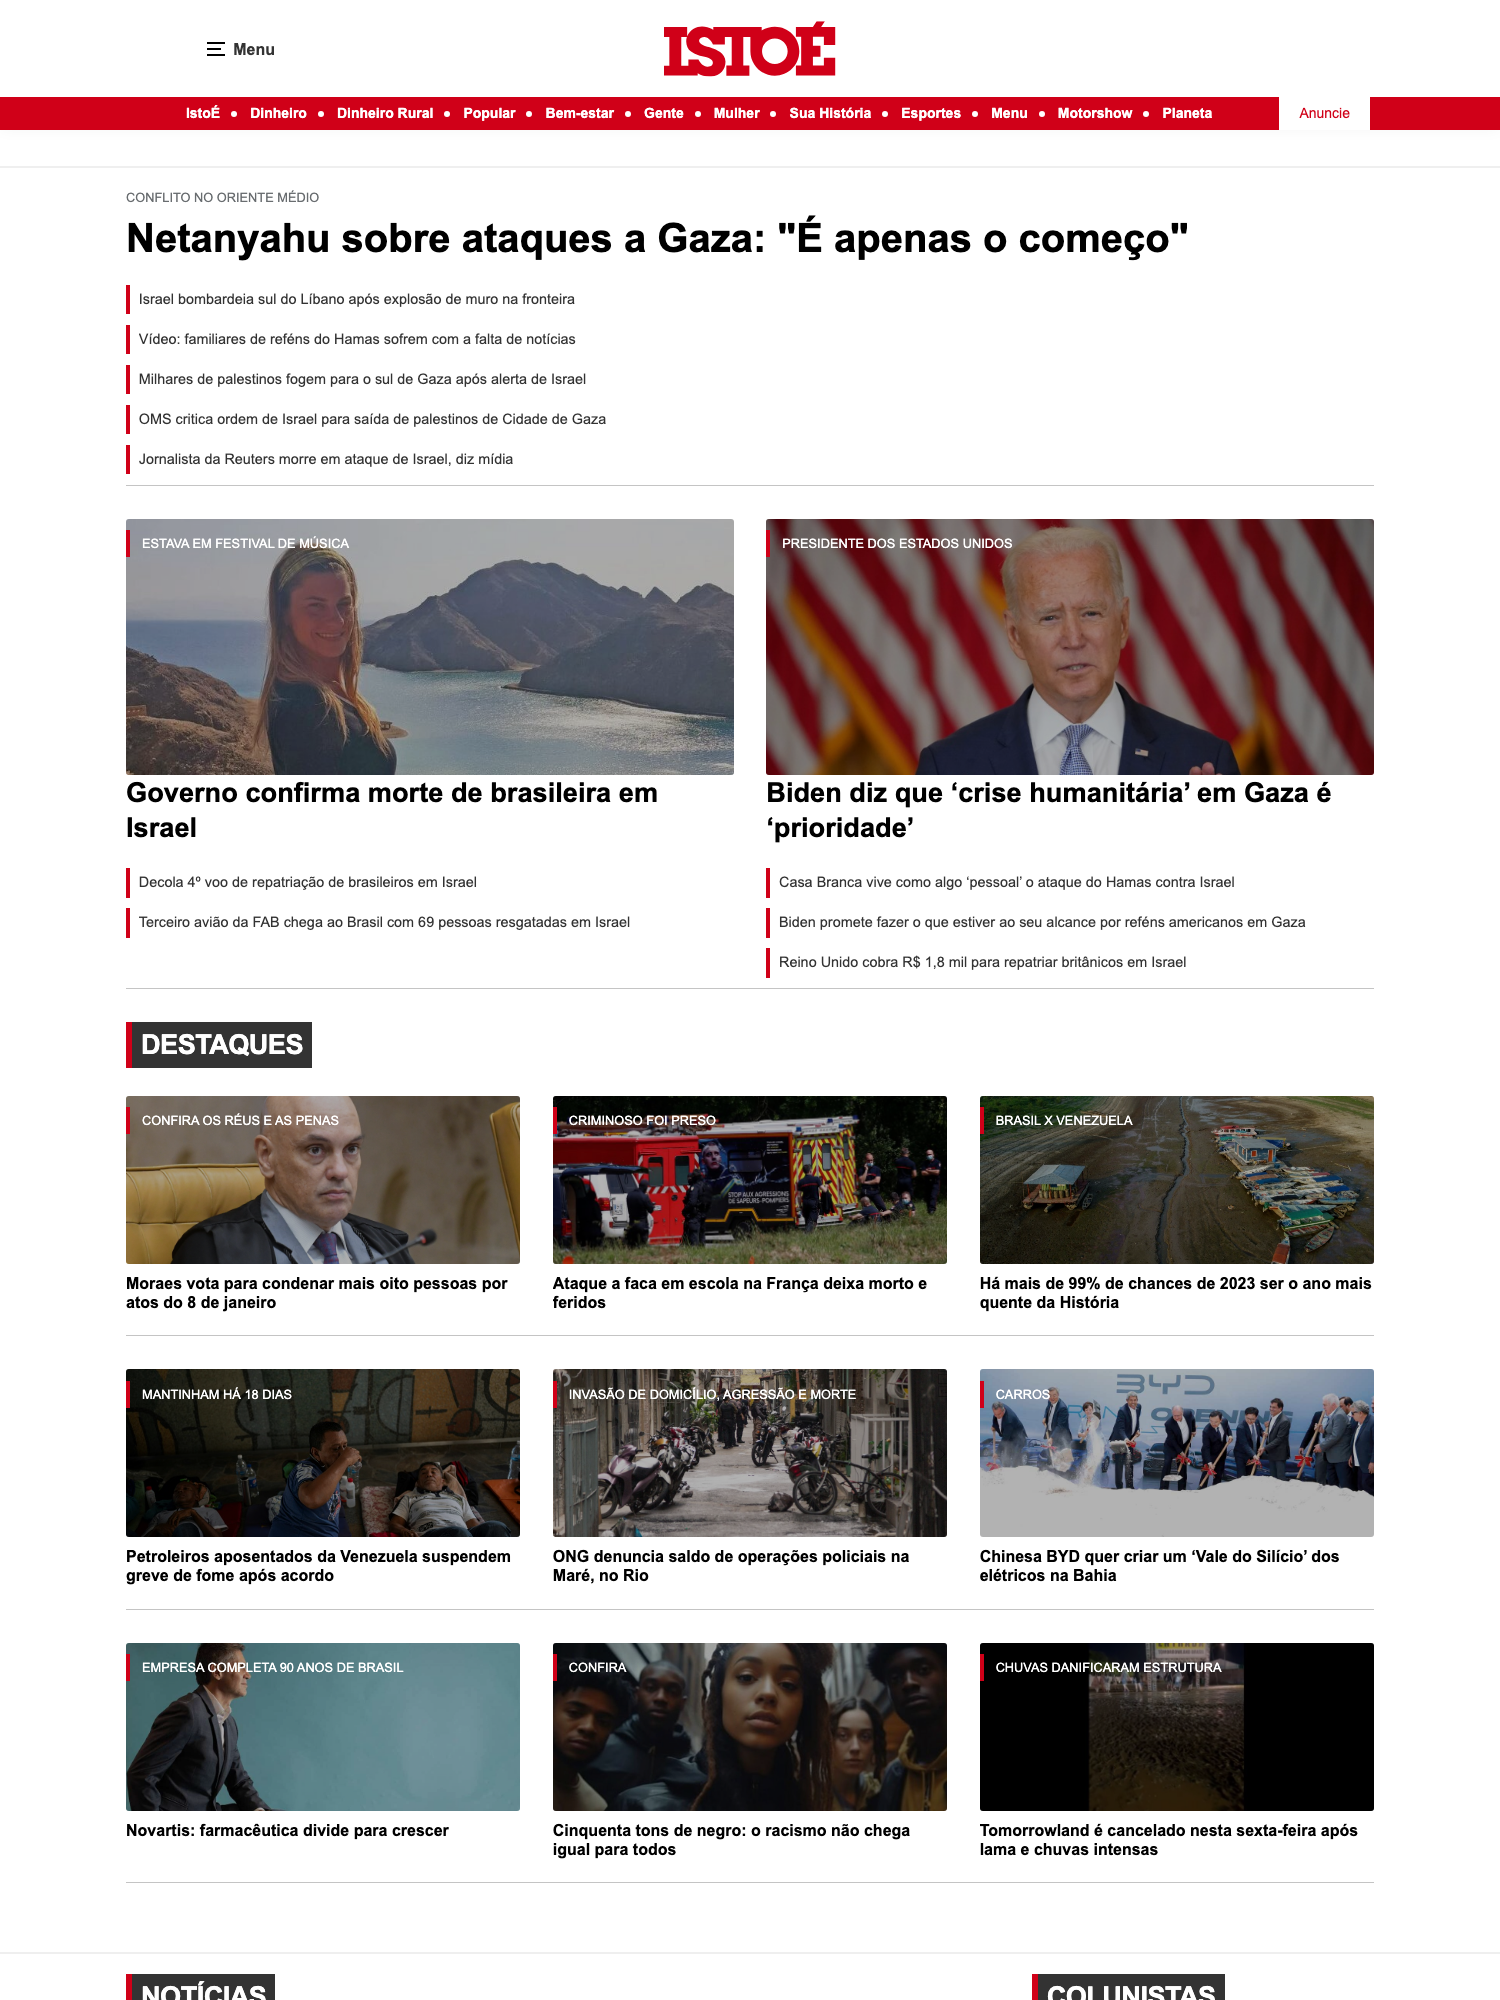 Menu
ISTOÉ
IstoÉ • Dinheiro • Dinheiro Rural • Popular • Bem-estar • Gente • Mulher • Sua História • Esportes • Menu • Motorshow • Planeta
Anuncie
CONFLITO NO ORIENTE MÉDIO
Netanyahu sobre ataques a Gaza: "É apenas o começo"
Israel bombardeia sul do Líbano após explosão de muro na fronteira
Vídeo: familiares de reféns do Hamas sofrem com a falta de notícias
Milhares de palestinos fogem para o sul de Gaza após alerta de Israel
OMS critica ordem de Israel para saída de palestinos de Cidade de Gaza
Jornalista da Reuters morre em ataque de Israel, diz mídia
ESTAVA EM FESTIVAL DE MÚSICA
Governo confirma morte de brasileira em
Israel
Decola 4º voo de repatriação de brasileiros em Israel
Terceiro avião da FAB chega ao Brasil com 69 pessoas resgatadas em Israel
PRESIDENTE DOS ESTADOS UNIDOS
Biden diz que ‘crise humanitária’ em Gaza é
‘prioridade’
Casa Branca vive como algo ‘pessoal’ o ataque do Hamas contra Israel
Biden promete fazer o que estiver ao seu alcance por reféns americanos em Gaza
Reino Unido cobra R$ 1,8 mil para repatriar britânicos em Israel
DESTAQUES
CONFIRA OS RÉUS E AS PENAS
Moraes vota para condenar mais oito pessoas por
atos do 8 de janeiro
CRIMINOSO FOI PRESO
STOP AUX AGRESSIONS
DE SAPEURS-POMPIERS
Ataque a faca em escola na França deixa morto e
feridos
BRASIL X VENEZUELA
Há mais de 99% de chances de 2023 ser o ano mais
quente da História
MANTINHAM HÁ 18 DIAS
Petroleiros aposentados da Venezuela suspendem
greve de fome após acordo
INVASÃO DE DOMICÍLIO, AGRESSÃO E MORTE
ONG denuncia saldo de operações policiais na
Maré, no Rio
CARROS
BYD
Chinesa BYD quer criar um ‘Vale do Silício’ dos
elétricos na Bahia
EMPRESA COMPLETA 90 ANOS DE BRASIL
Novartis: farmacêutica divide para crescer
CONFIRA
Cinquenta tons de negro: o racismo não chega
igual para todos
CHUVAS DANIFICARAM ESTRUTURA
Tomorrowland é cancelado nesta sexta-feira após
lama e chuvas intensas
NOTÍCIAS
COLUNISTAS